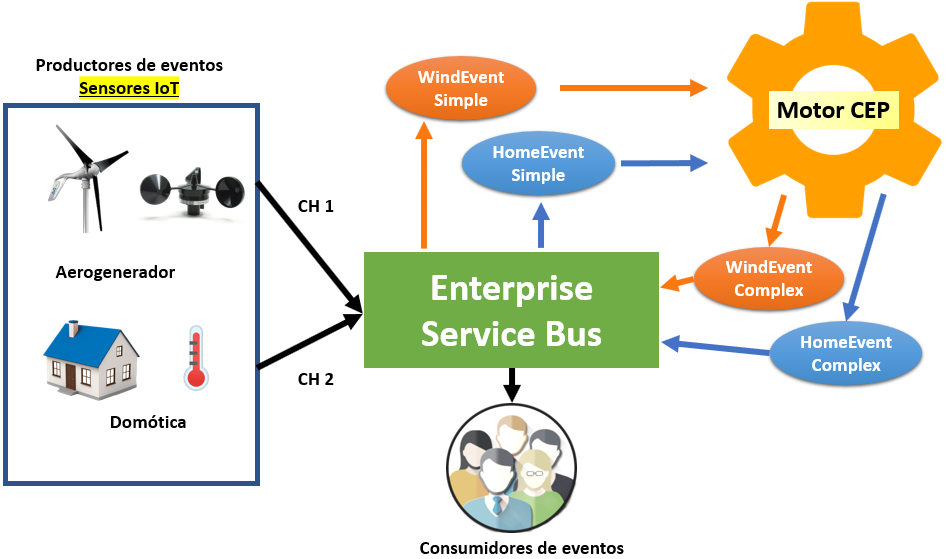 Productores de eventos
Sensores IoT
Aerogenerador
Domótica
CH 1
CH 2
WindEvent
Simple
HomeEvent
Simple
Motor CEP
WindEvent
Complex
HomeEvent
Complex
Enterprise
Service Bus
Consumidores de eventos